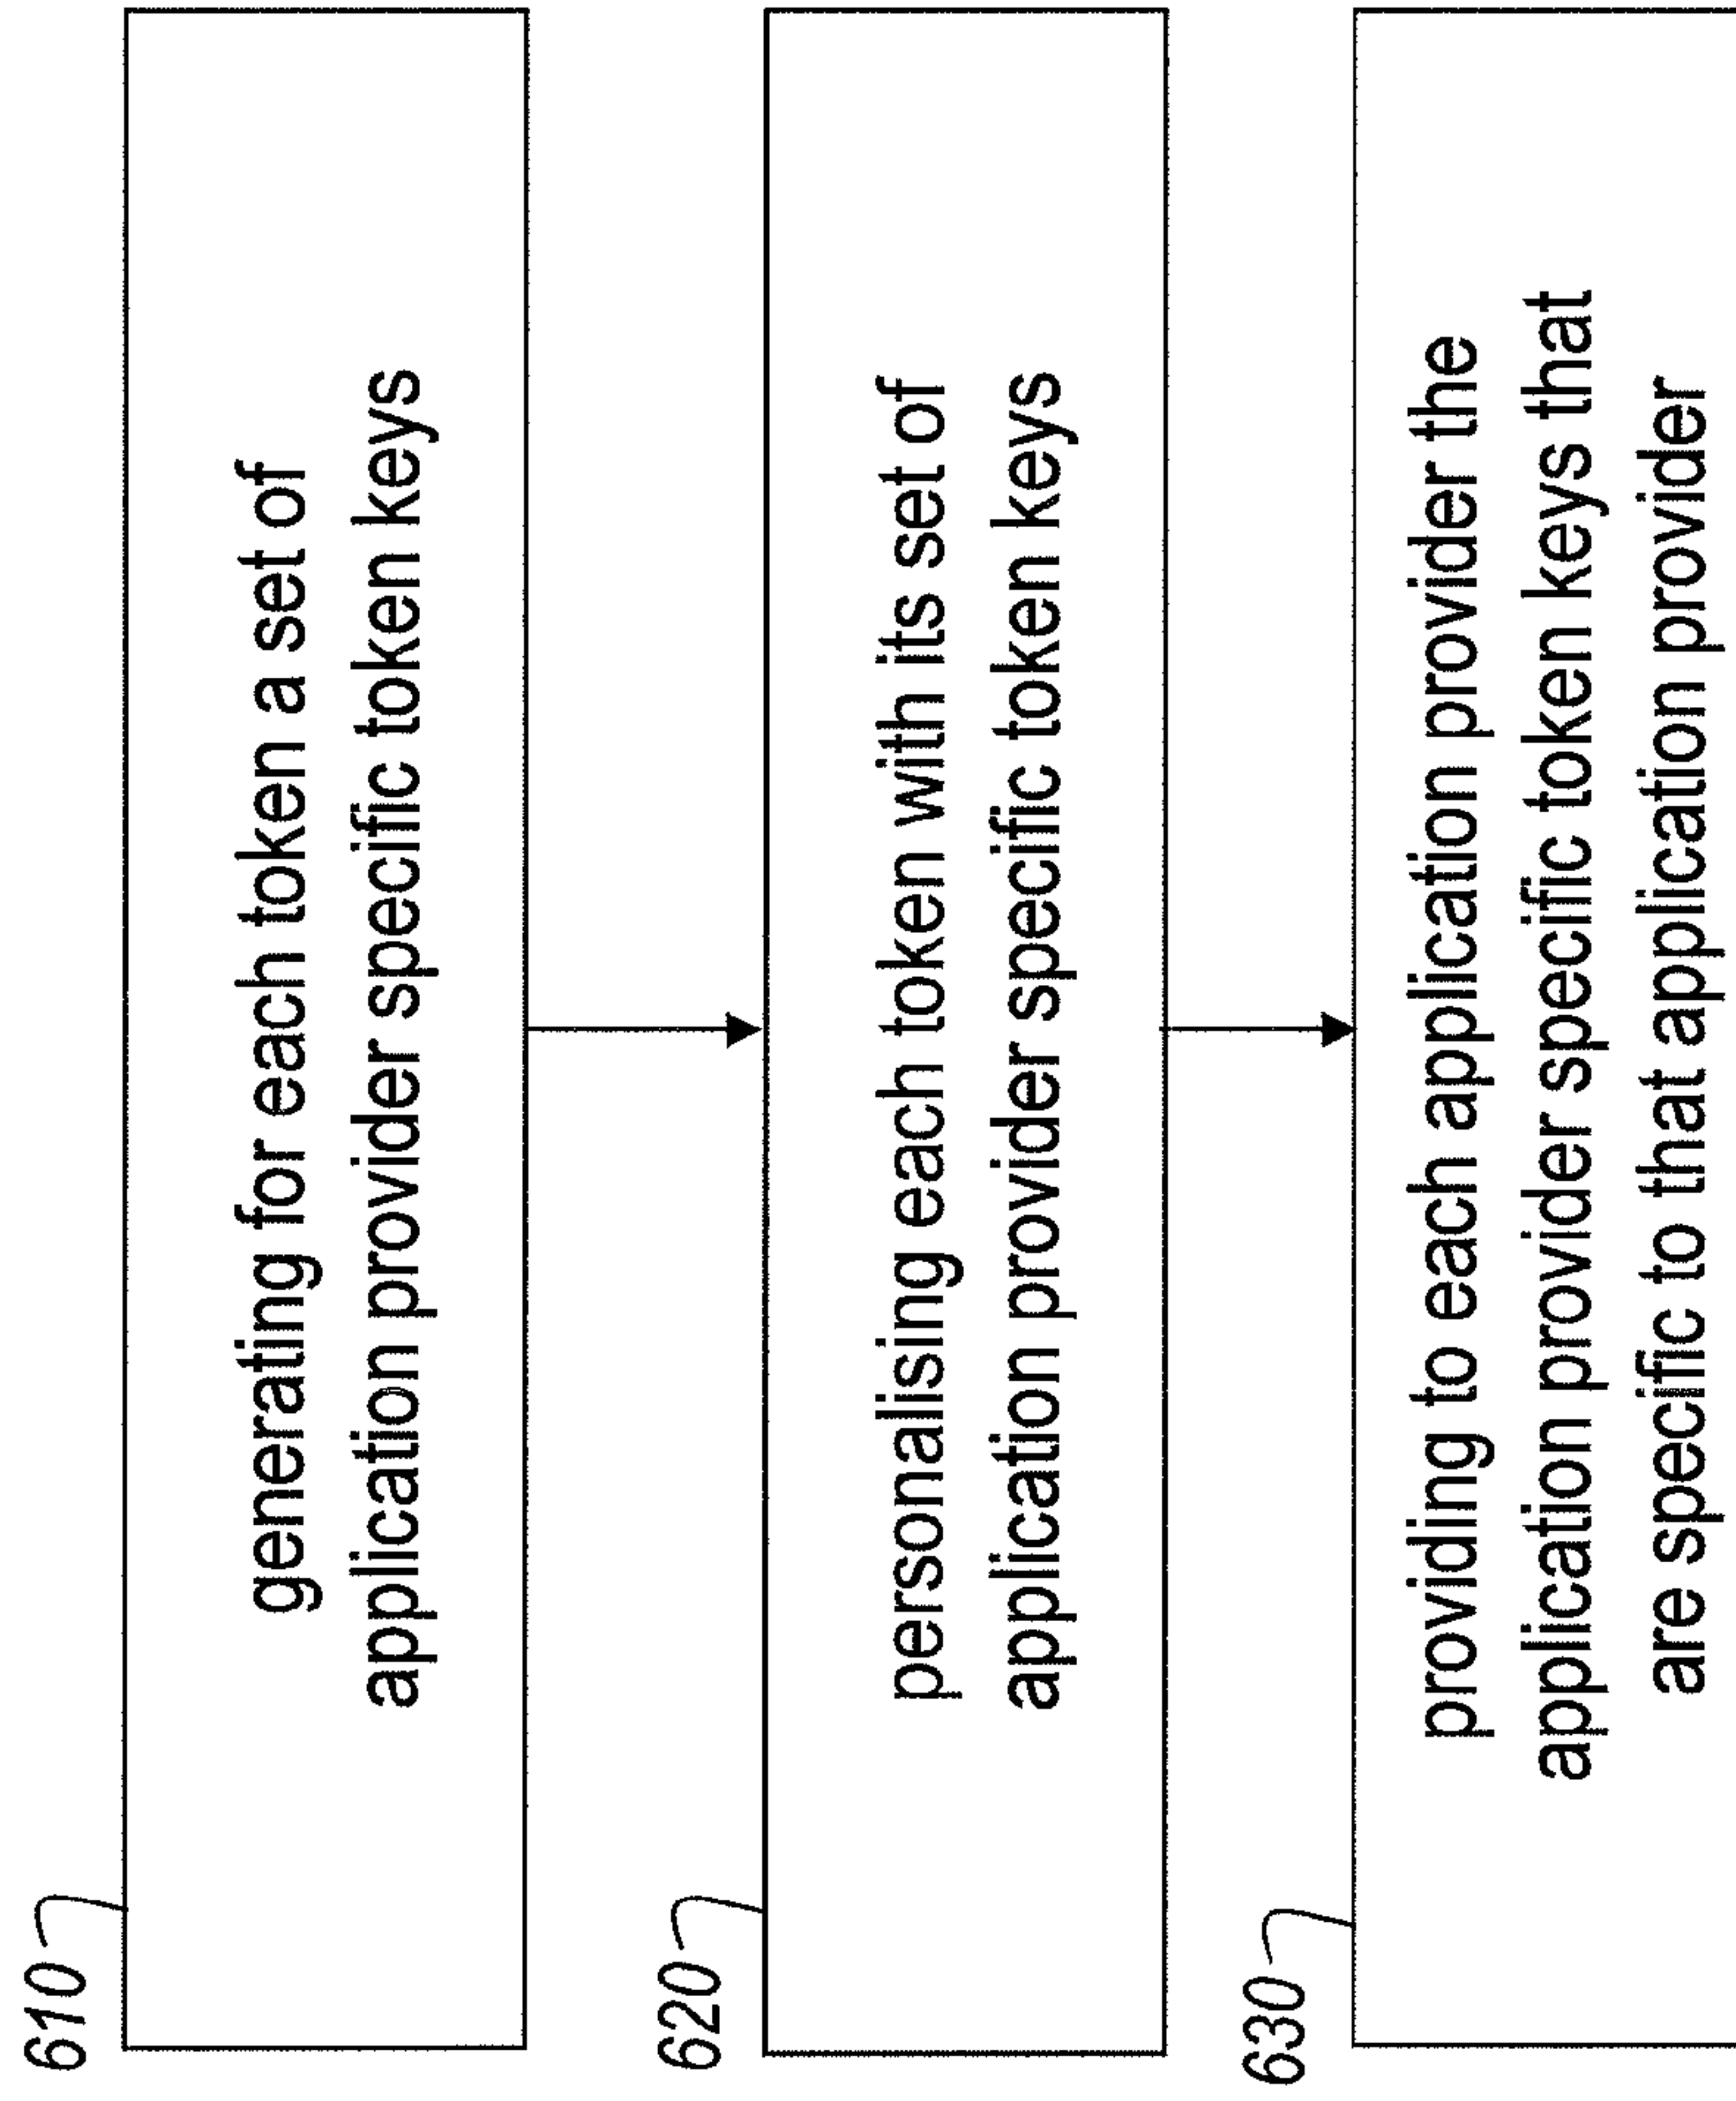 610
generating for each token a set of
application provider specific token keys
620
personalising each token with its set of
application provider specific token keys
630
providing to each application provider the
application provider specific token keys that
are specific to that application provider